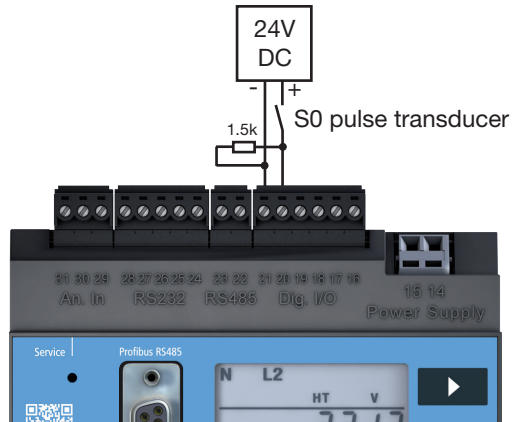 24V
DC
- +
S0 pulse transducer
1.5k
31 30 29 28 27 26 25 24 23 22 21 20 19 18 17 16
An. In RS232 RS485 Dig. I/O
15 14
Power Supply
Service Profibus RS485
N L2
HT V